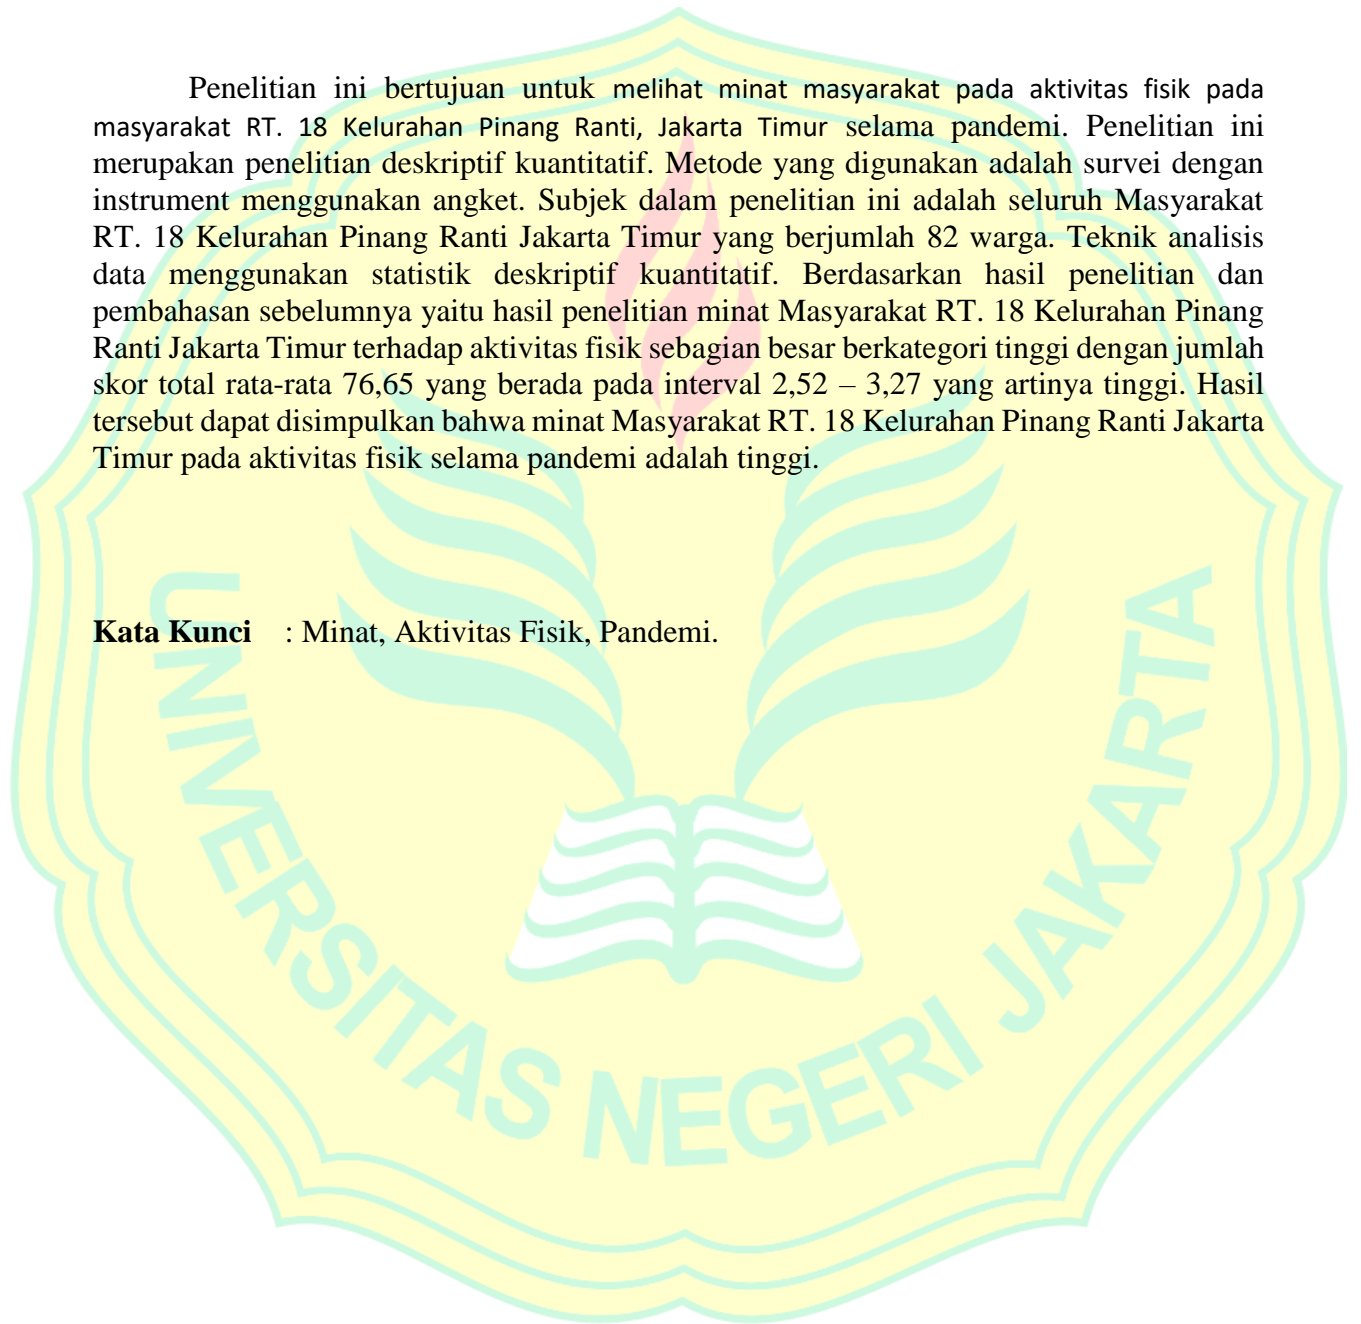 Penelitian ini bertujuan untuk melihat minat masyarakat pada aktivitas fisik pada
masyarakat RT. 18 Kelurahan Pinang Ranti, Jakarta Timur selama pandemi. Penelitian ini
merupakan penelitian deskriptif kuantitatif. Metode yang digunakan adalah survei dengan
instrument menggunakan angket. Subjek dalam penelitian ini adalah seluruh Masyarakat
RT. 18 Kelurahan Pinang Ranti Jakarta Timur yang berjumlah 82 warga. Teknik analisis
data menggunakan statistik deskriptif kuantitatif. Berdasarkan hasil penelitian dan
pembahasan sebelumnya yaitu hasil penelitian minat Masyarakat RT. 18 Kelurahan Pinang
Ranti Jakarta Timur terhadap aktivitas fisik sebagian besar berkategori tinggi dengan jumlah
skor total rata-rata 76,65 yang berada pada interval 2,52 – 3,27 yang artinya tinggi. Hasil
tersebut dapat disimpulkan bahwa minat Masyarakat RT. 18 Kelurahan Pinang Ranti Jakarta
Timur pada aktivitas fisik selama pandemi adalah tinggi.
Kata Kunci : Minat, Aktivitas Fisik, Pandemi.
UNIVERSITAS NEGERI JAKARTA